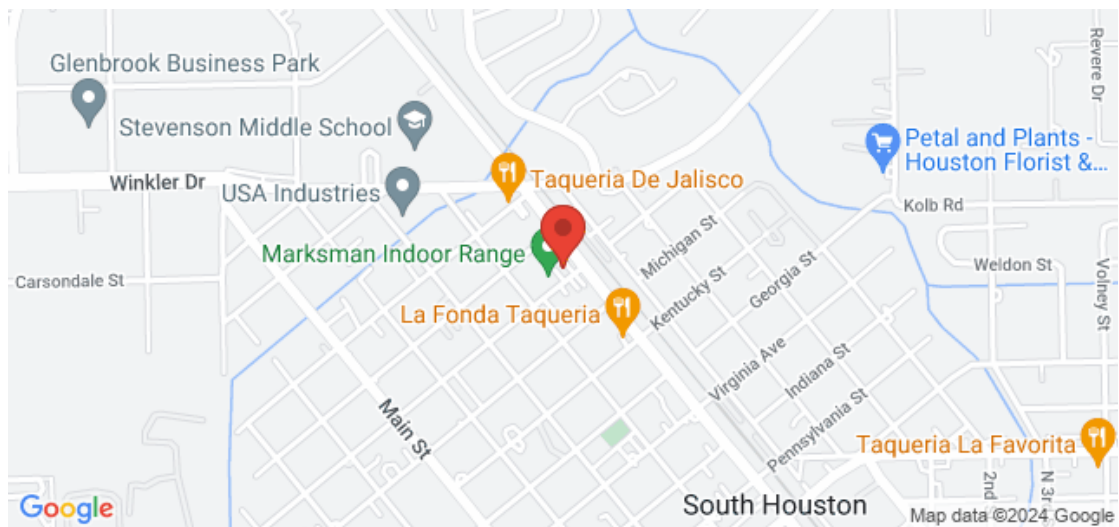 Glenbrook Business Park
Revere Dr
Stevenson Middle School
Petal and Plants -
Houston Florist &...
Winkler Dr
Taqueria De Jalisco
USA Industries
Kolb Rd
Marksman Indoor Range
Michigan St
Carsondale St
Weldon St
Georgia St
Volney St
La Fonda Taqueria
Kentucky St
Virginia Ave
Indiana St
Main St
Pennsylvania St
Taqueria La Favorita
2nd S
N 3r
South Houston
Google
Map data ©2024 Google